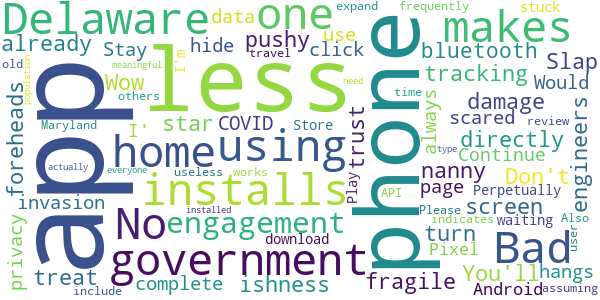 Delaware less one phone makes expand frequently stuck
already Stay hide data pushy use click bluetooth
old meaningful travel I'm
Wow others star COVID Store tracking Slap
Would scared review time
app home using trust always directly engineers
foreheads population Maryland I' damage
need works Play nanny Continue
actually useless everyone page type
privacy invasion installs Don't
No engagement API Perpetually
screen Please waiting
treat government turn Pixel indicates Also user
installed download Bad
complete ishness fragile You'll hangs
include Android assuming